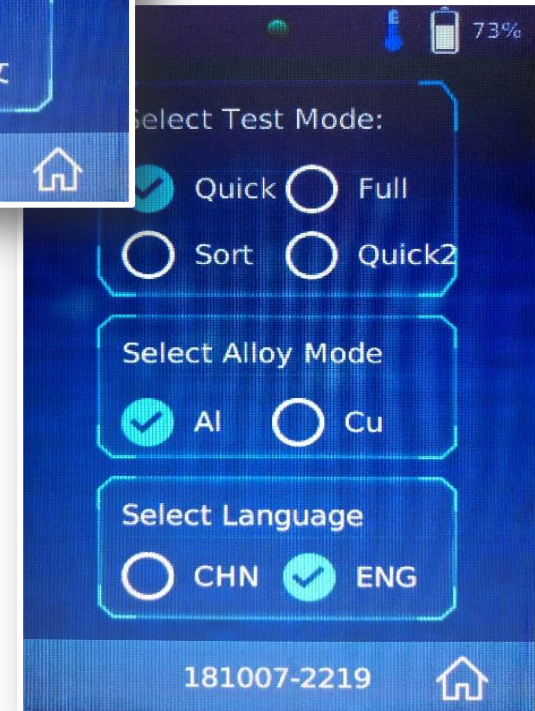 73%
Select Test Mode:
Quick Full
Sort Quick2
Select Alloy Mode
Al Cu
Select Language
CHN ENG
181007-2219